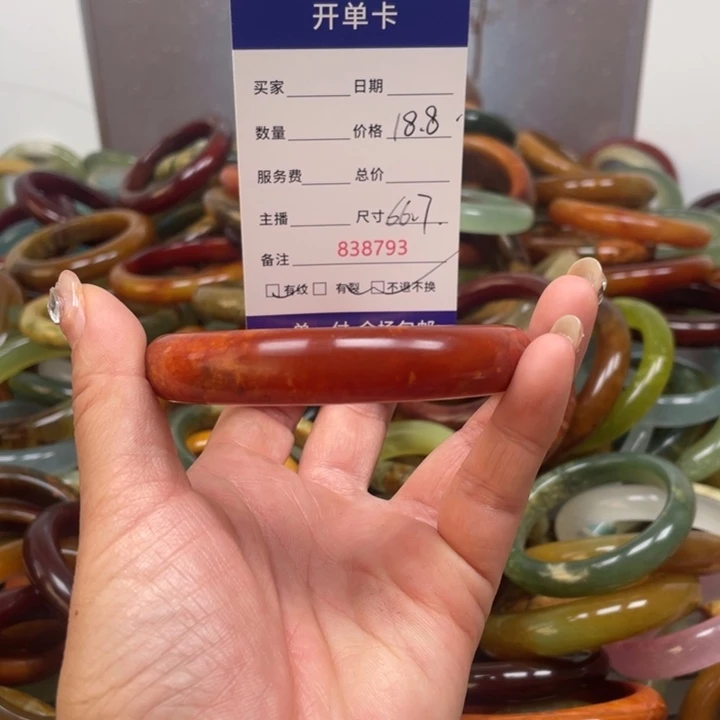 开单卡
买家 日期
数量 价格 18.8
服务费 总价
主播 尺寸 66.7
备注 838793
有纹 有裂 不退不换